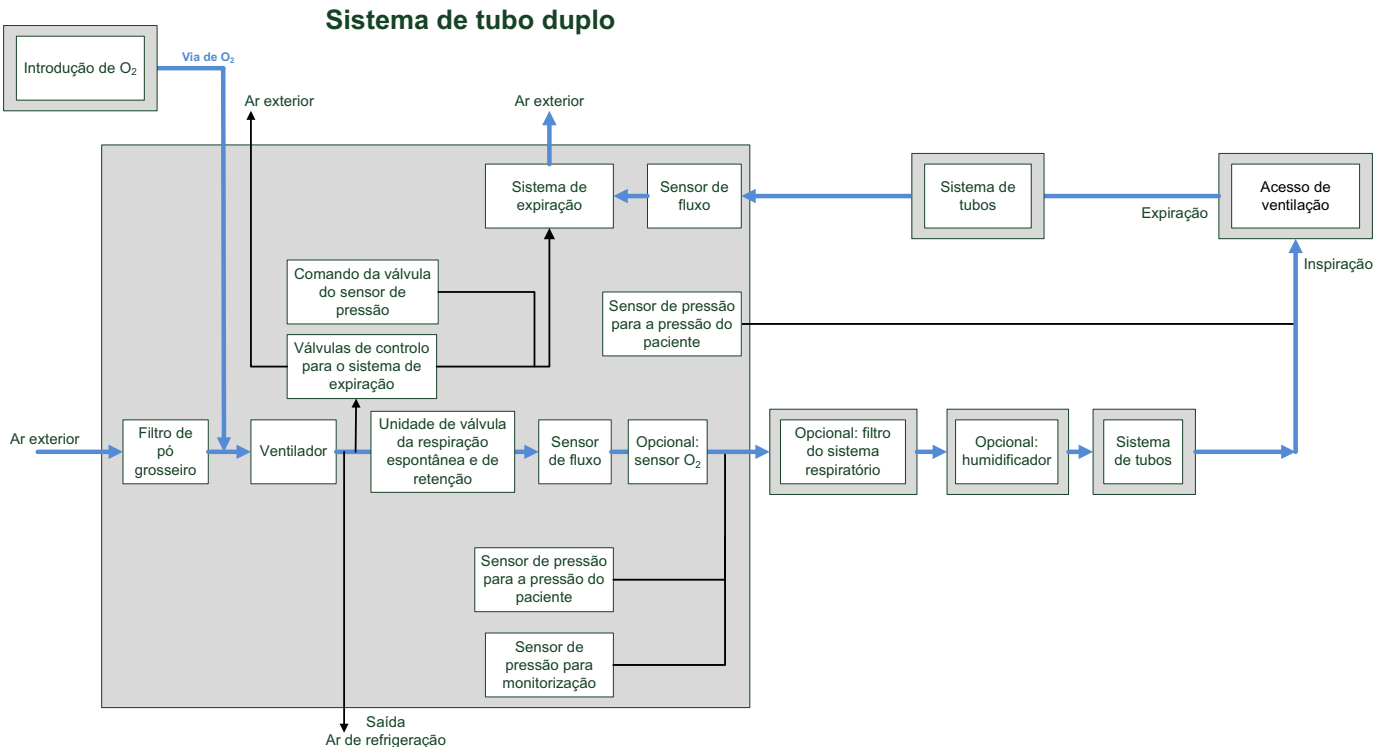 Sistema de tubo duplo
Introdução de O₂
Via de O₂
Ar exterior
Ar exterior
Sistema de
expiração
Sensor de
fluxo
Sistema de
tubos
Acesso de
ventilação
Expiração
Inspiração
Comando da válvula
do sensor de
pressão
Sensor de pressão
para a pressão do
paciente
Válvulas de controlo
para o sistema de
expiração
Ar exterior
Filtro de
pó
grosseiro
Ventilador
Unidade de válvula
da respiração
espontânea e de
retenção
Sensor
de fluxo
Opcional:
sensor O₂
Opcional: filtro
do sistema
respiratório
Opcional:
humidificador
Sistema
de tubos
Sensor de pressão
para a pressão do
paciente
Sensor de
pressão para
monitorização
Saída
Ar de refrigeração